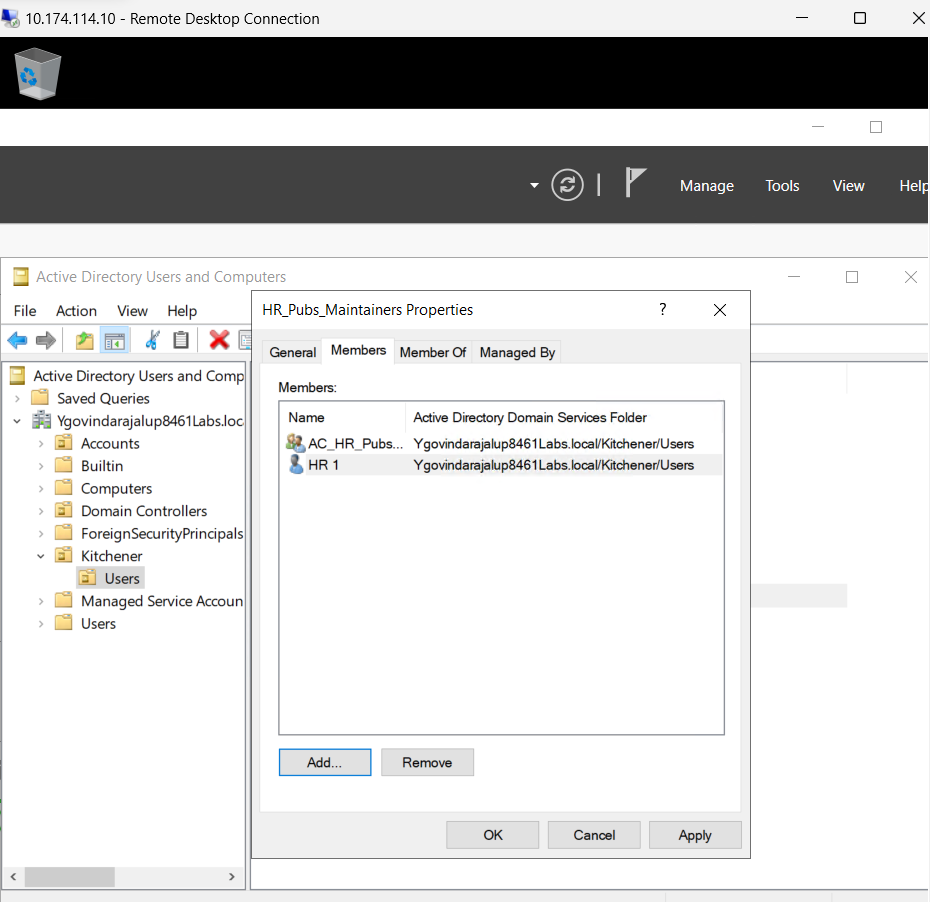 10.174.114.10 - Remote Desktop Connection
Manage Tools View Help
Active Directory Users and Computers
File Action View Help
HR_Pubs_Maintainers Properties
?
General Members Member Of Managed By
Members:
Name Active Directory Domain Services Folder
AC_HR_Pubs... Ygovindarajalup8461Labs.local/Kitchener/Users
HR 1 Ygovindarajalup8461Labs.local/Kitchener/Users
Add... Remove
OK Cancel Apply
Active Directory Users and Comp
Saved Queries
Ygovindarajalup8461Labs.loc
Accounts
Builtin
Computers
Domain Controllers
ForeignSecurityPrincipals
Kitchener
Users
Managed Service Accoun
Users